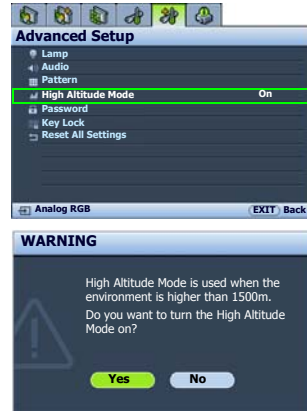 Advanced Setup
Lamp
Audio
Pattern
High Altitude Mode On
Password
Key Lock
Reset All Settings
Analog RGB EXIT Back
WARNING
High Altitude Mode is used when the
environment is higher than 1500m.
Do you want to turn the High Altitude
Mode on?
Yes No